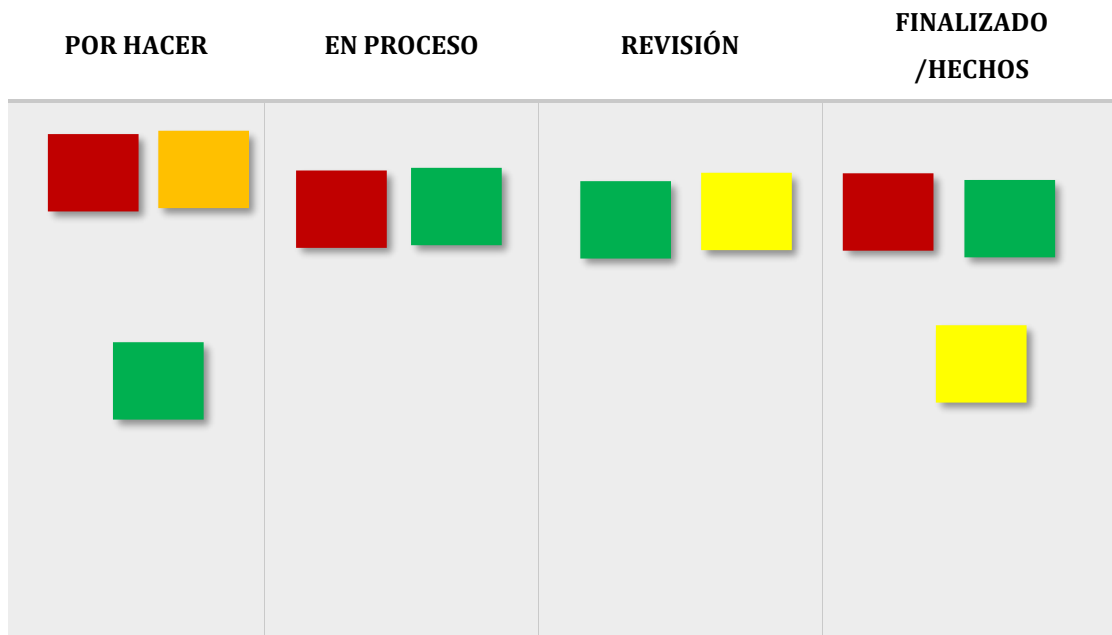 POR HACER
EN PROCESO
REVISIÓN
FINALIZADO
/HECHOS